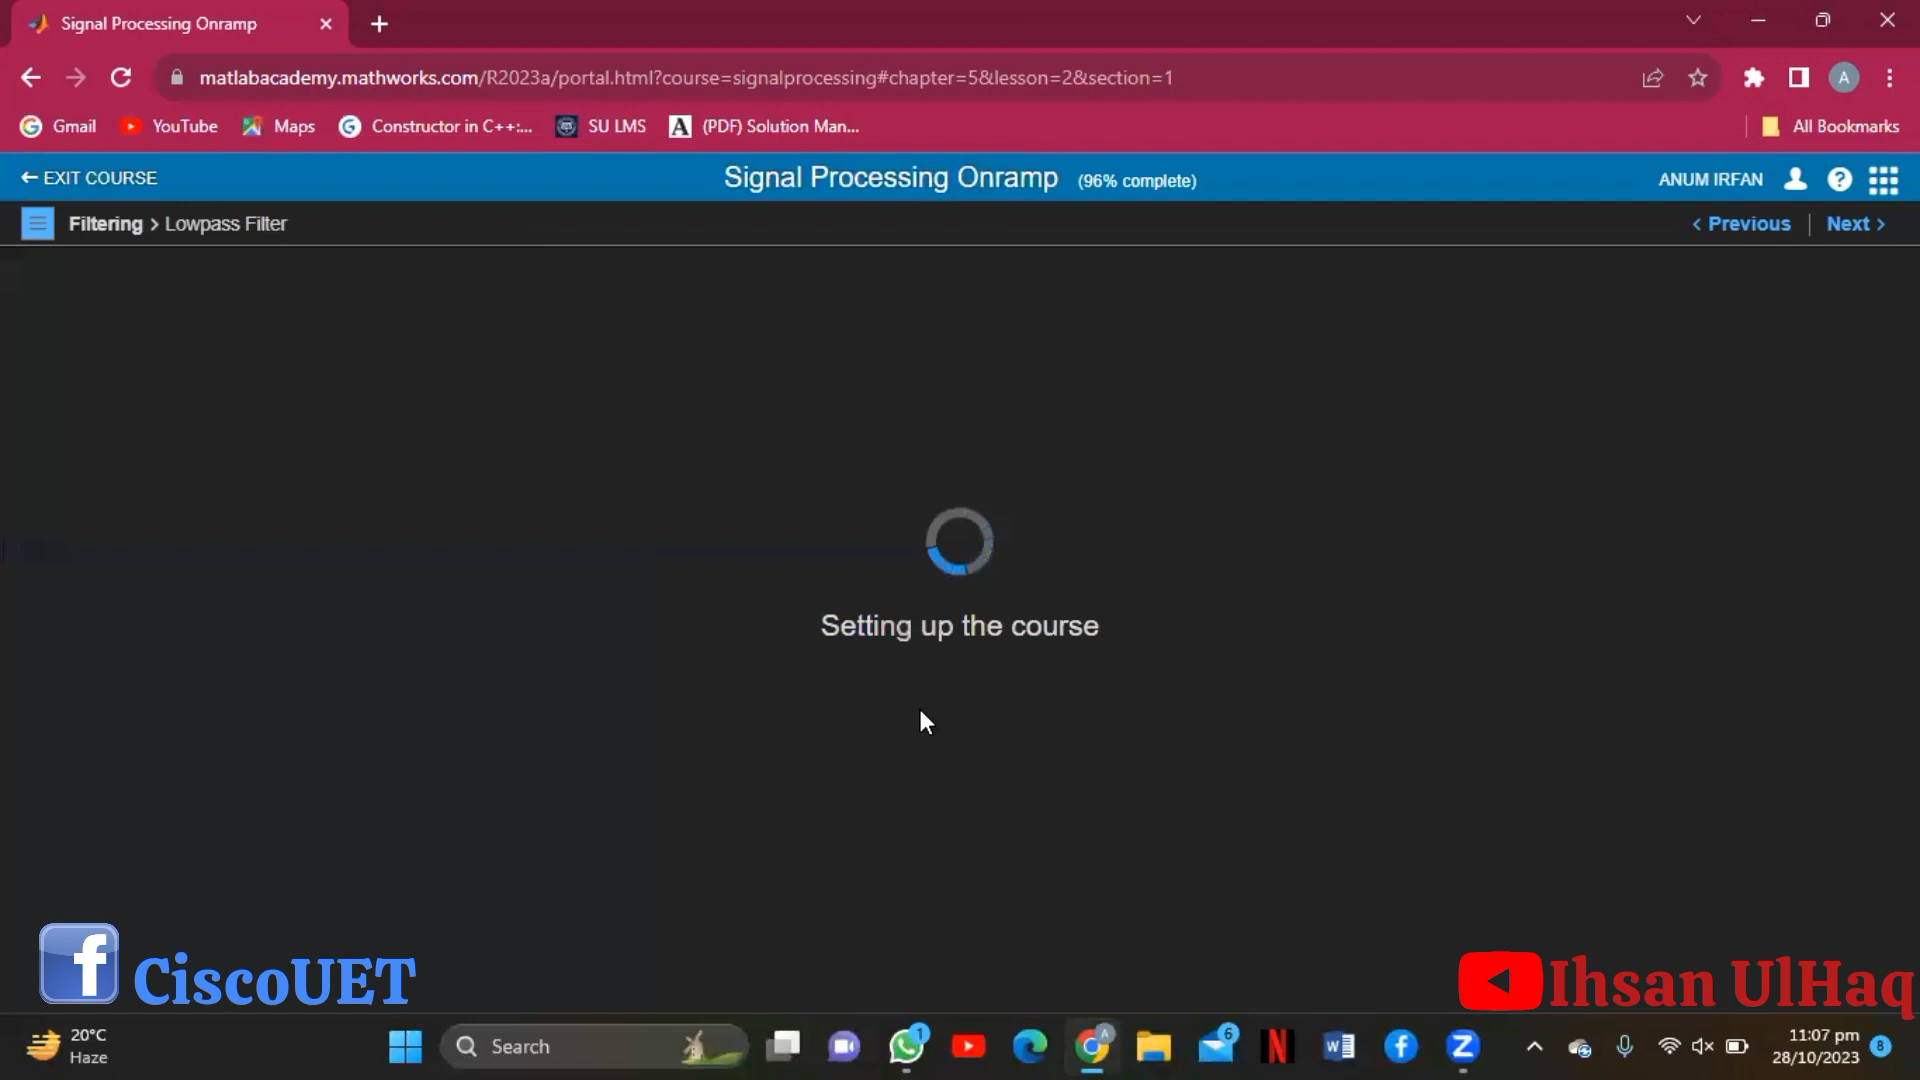 Signal Processing Onramp
matlabacademy.mathworks.com/R2023a/portal.html?course=signalprocessing#chapter=5&lesson=2&section=1
A
Gmail YouTube Maps Constructor in C++:... SU LMS A (PDF) Solution Man... All Bookmarks
EXIT COURSE Signal Processing Onramp (96% complete) ANUM IRFAN ?
Filtering > Lowpass Filter < Previous | Next >
Setting up the course
f CiscoUET Ihsan UlHaq
20°C
Haze
Search
1
A
6
N
W
f
Z
11:07 pm
28/10/2023
8